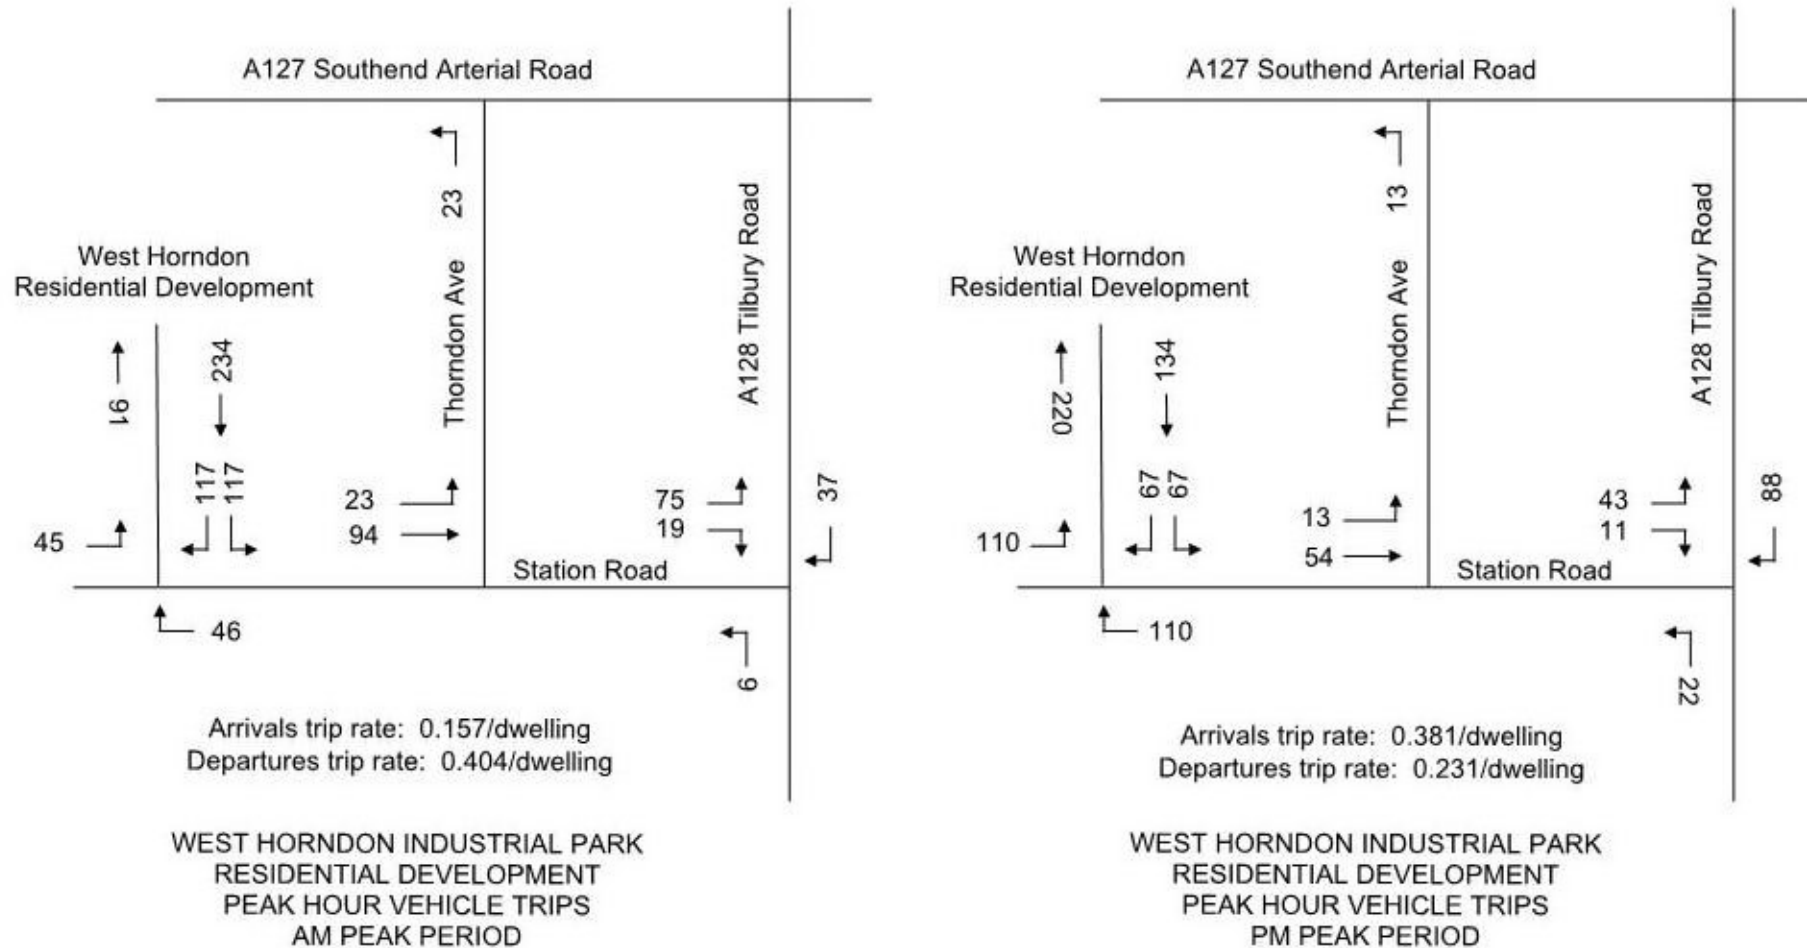 A127 Southend Arterial Road
23
West Horndon
Residential Development
Thorndon Ave
A128 Tilbury Road
91
234
117
117
23
94
75
19
37
45
Station Road
46
6
Arrivals trip rate: 0.157/dwelling
Departures trip rate: 0.404/dwelling
WEST HORNDON INDUSTRIAL PARK
RESIDENTIAL DEVELOPMENT
PEAK HOUR VEHICLE TRIPS
AM PEAK PERIOD
A127 Southend Arterial Road
13
West Horndon
Residential Development
Thorndon Ave
A128 Tilbury Road
220
134
67
67
13
54
43
11
88
110
Station Road
110
22
Arrivals trip rate: 0.381/dwelling
Departures trip rate: 0.231/dwelling
WEST HORNDON INDUSTRIAL PARK
RESIDENTIAL DEVELOPMENT
PEAK HOUR VEHICLE TRIPS
PM PEAK PERIOD